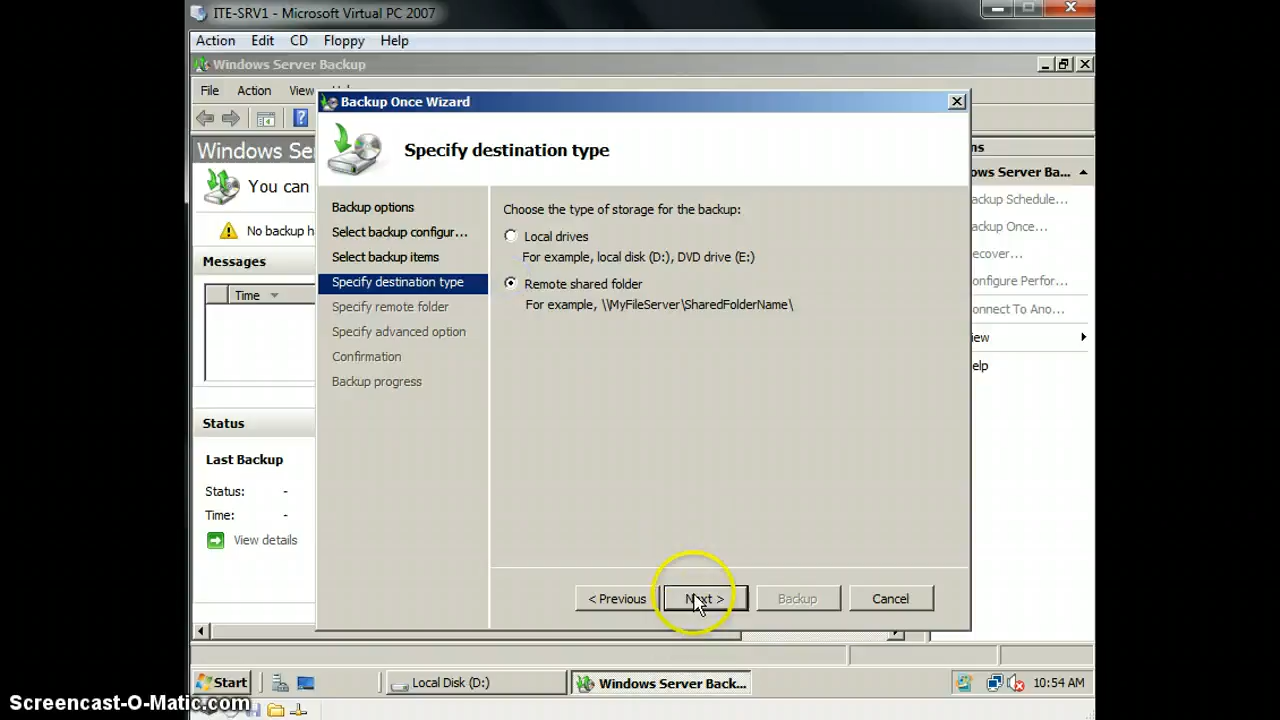 ITE-SRV1 - Microsoft Virtual PC 2007
Action Edit CD Floppy Help
Windows Server Backup
File Action View
Backup Once Wizard
Specify destination type
Windows Se
You can
No backup h
Messages
Time
Status
Last Backup
Status: -
Time: -
View details
Backup options
Select backup configur...
Select backup items
Specify destination type
Specify remote folder
Specify advanced option
Confirmation
Backup progress
Choose the type of storage for the backup:
Local drives
For example, local disk (D:), DVD drive (E:)
Remote shared folder
For example, \\MyFileServer\SharedFolderName\
< Previous Next > Backup Cancel
ns
ows Server Ba...
ackup Schedule...
ackup Once...
ecover...
onfigure Perfor...
onnect To Ano...
iew
elp
Start Local Disk (D:) Windows Server Back... 10:54 AM
Screencast-O-Matic.com